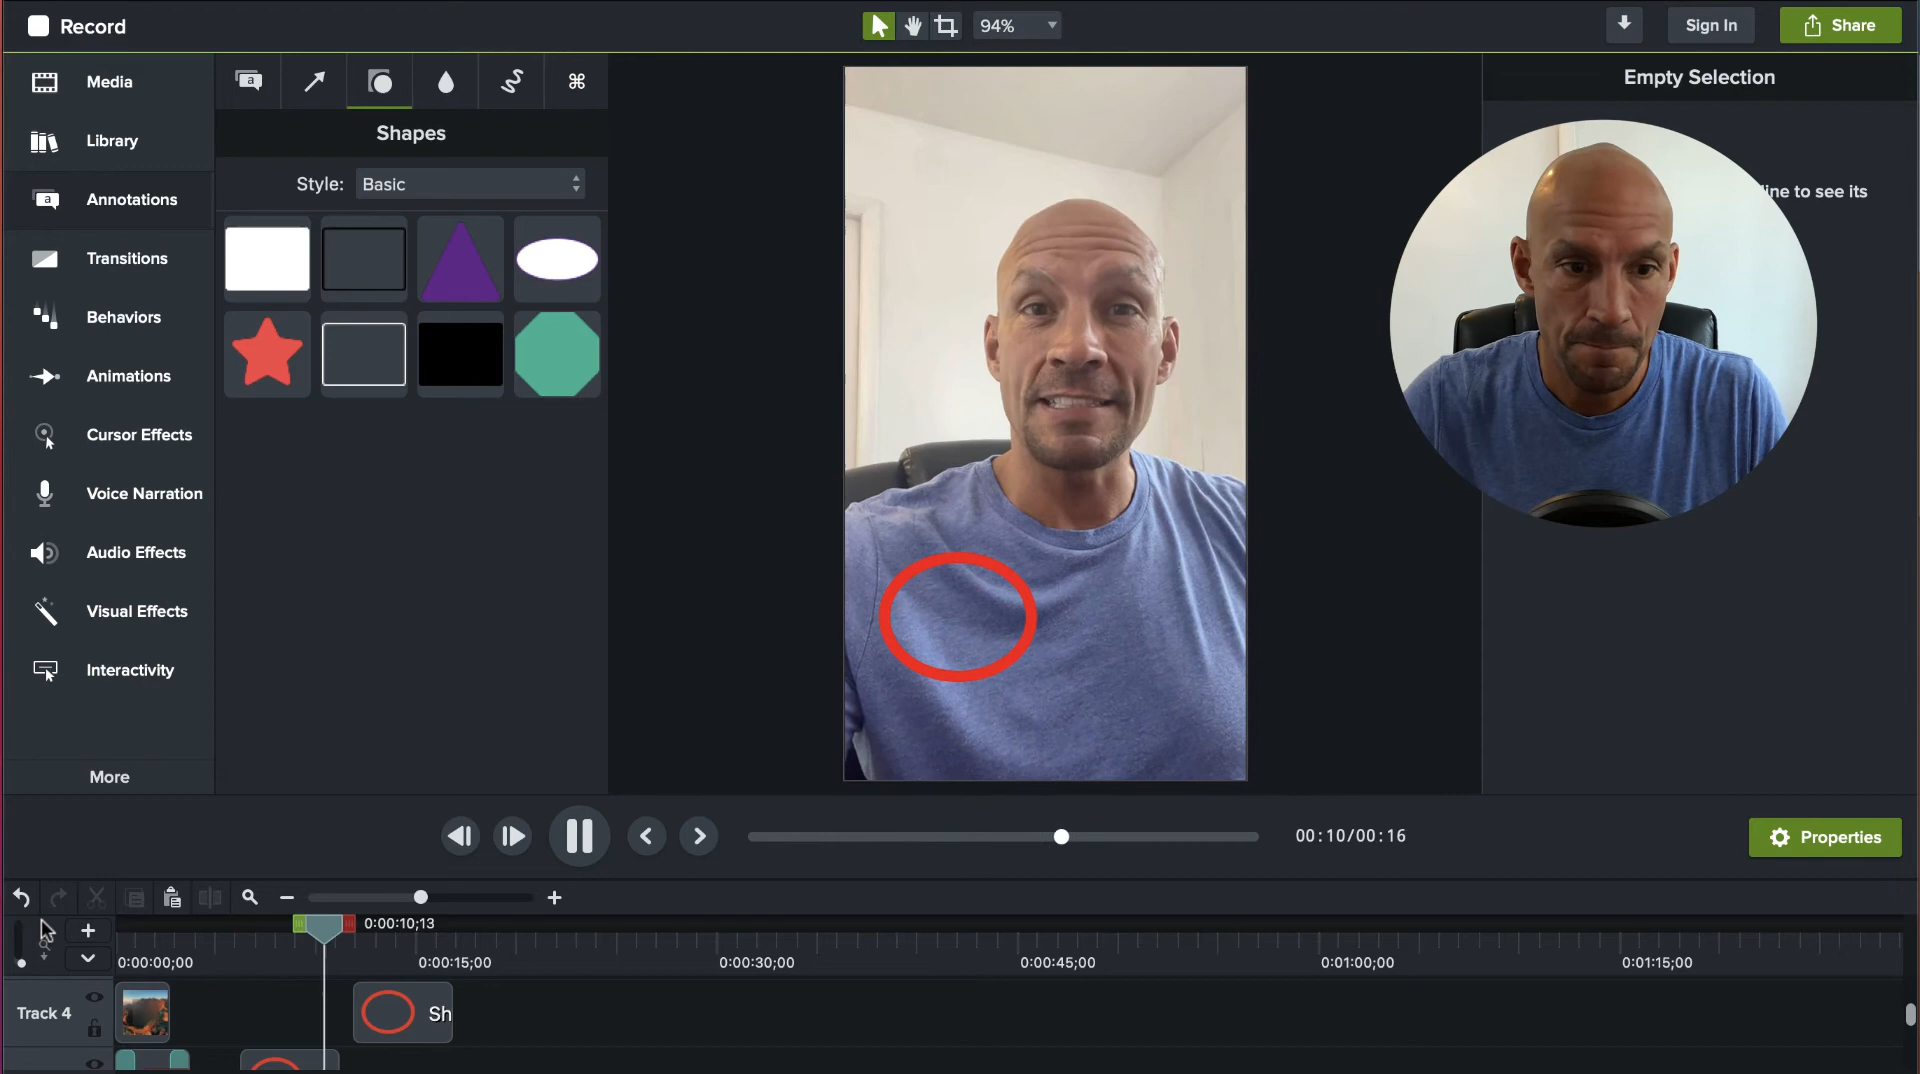 Record
94%
Sign In
Share
Media
Library
Annotations
Transitions
Behaviors
Animations
Cursor Effects
Voice Narration
Audio Effects
Visual Effects
Interactivity
More
a
a
Shapes
Style:
Basic
Empty Selection
line to see its
00:10/00:16
Properties
0:00:10;13
0:00:00;00
0:00:15;00
0:00:30;00
0:00:45;00
0:01:00;00
0:01:15;00
Track 4
Sh